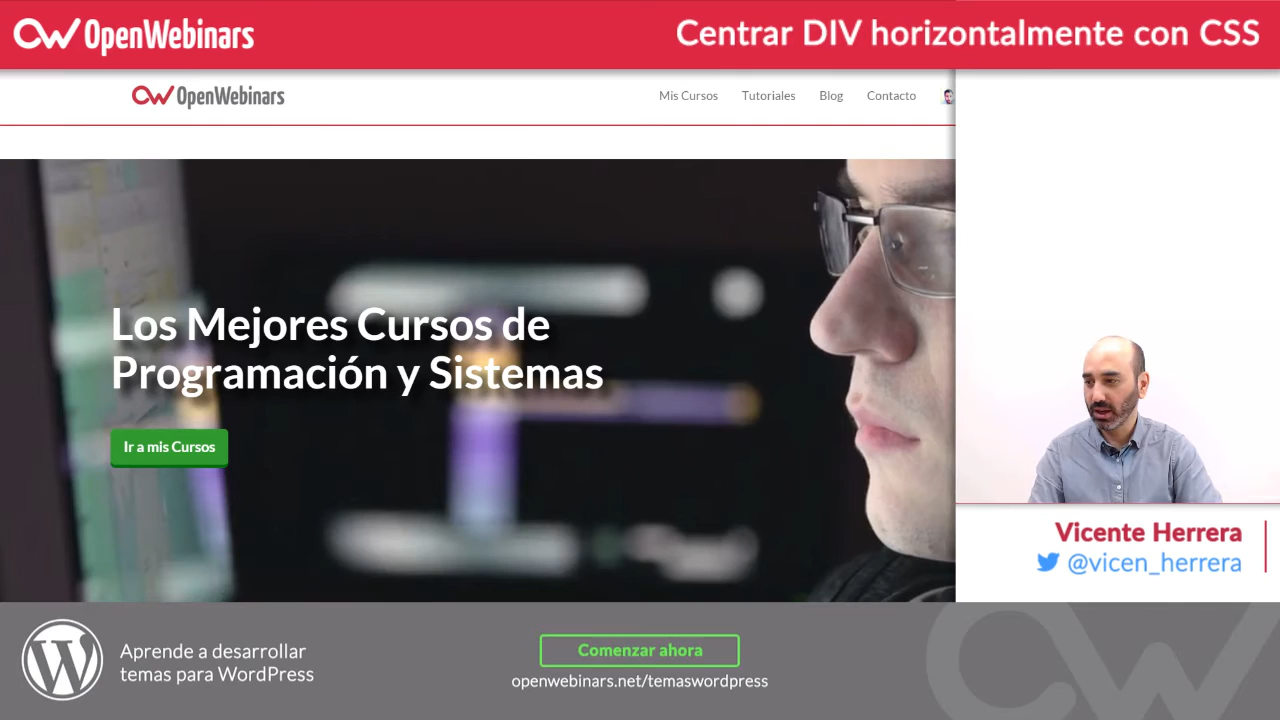 OpenWebinars
Centrar DIV horizontalmente con CSS
OpenWebinars
Mis Cursos
Tutoriales
Blog
Contacto
Los Mejores Cursos de
Programación y Sistemas
Ir a mis Cursos
Vicente Herrera
@vicen_herrera
Aprende a desarrollar
temas para WordPress
Comenzar ahora
openwebinars.net/temaswordpress